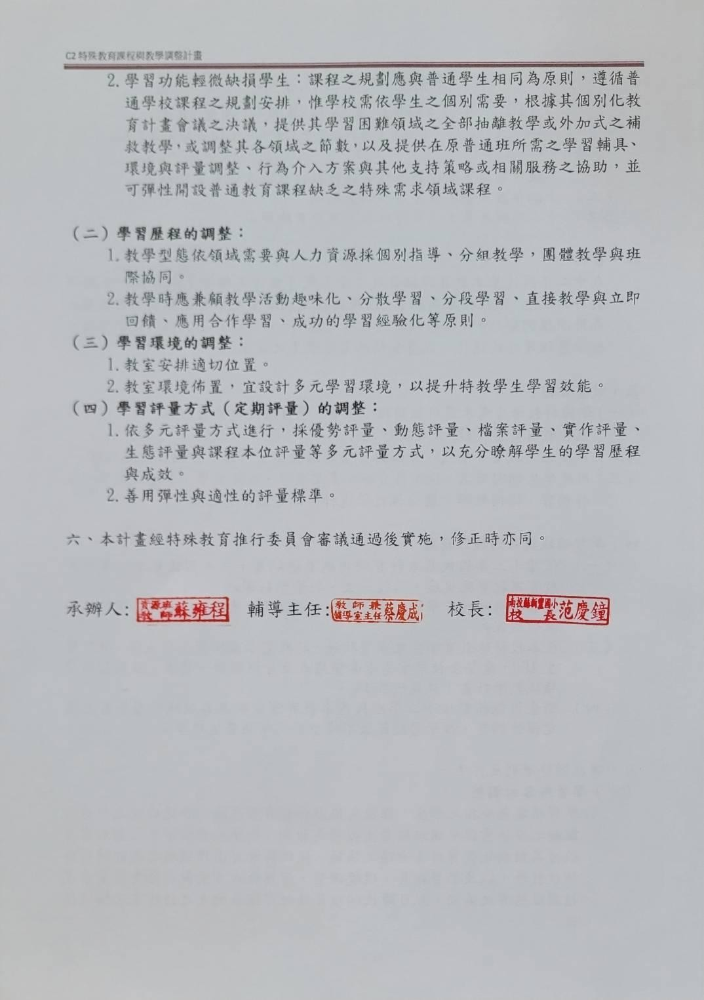 C2 特殊教育課程與教學調整計畫
2. 學習功能輕微缺損學生：課程之規劃應與普通學生相同為原則，遵循普
通學校課程之規劃安排，惟學校需依學生之個別需要，根據其個別化教
育計畫會議之決議，提供其學習困難領域之全部抽離教學或外加式之補
救教學，或調整其各領域之節數，以及提供在原普通班所需之學習輔具、
環境與評量調整、行為介入方案與其他支持策略或相關服務之協助，並
可彈性開設普通教育課程缺乏之特殊需求領域課程。
（二）學習歷程的調整：
1. 教學型態依領域需要與人力資源採個別指導、分組教學，團體教學與班
際協同。
2. 教學時應兼顧教學活動趣味化、分散學習、分段學習、直接教學與立即
回饋、應用合作學習、成功的學習經驗化等原則。
（三）學習環境的調整：
1. 教室安排適切位置。
2. 教室環境佈置，宜設計多元學習環境，以提升特教學生學習效能。
（四）學習評量方式（定期評量）的調整：
1. 依多元評量方式進行，採優勢評量、動態評量、檔案評量、實作評量、
生態評量與課程本位評量等多元評量方式，以充分瞭解學生的學習歷程
與成效。
2. 善用彈性與適性的評量標準。
六、本計畫經特殊教育推行委員會審議通過後實施，修正時亦同。
承辦人: 資源班教師蘇雍程 輔導主任: 教師兼輔導室主任蔡慶成 校長: 校長范慶鐘